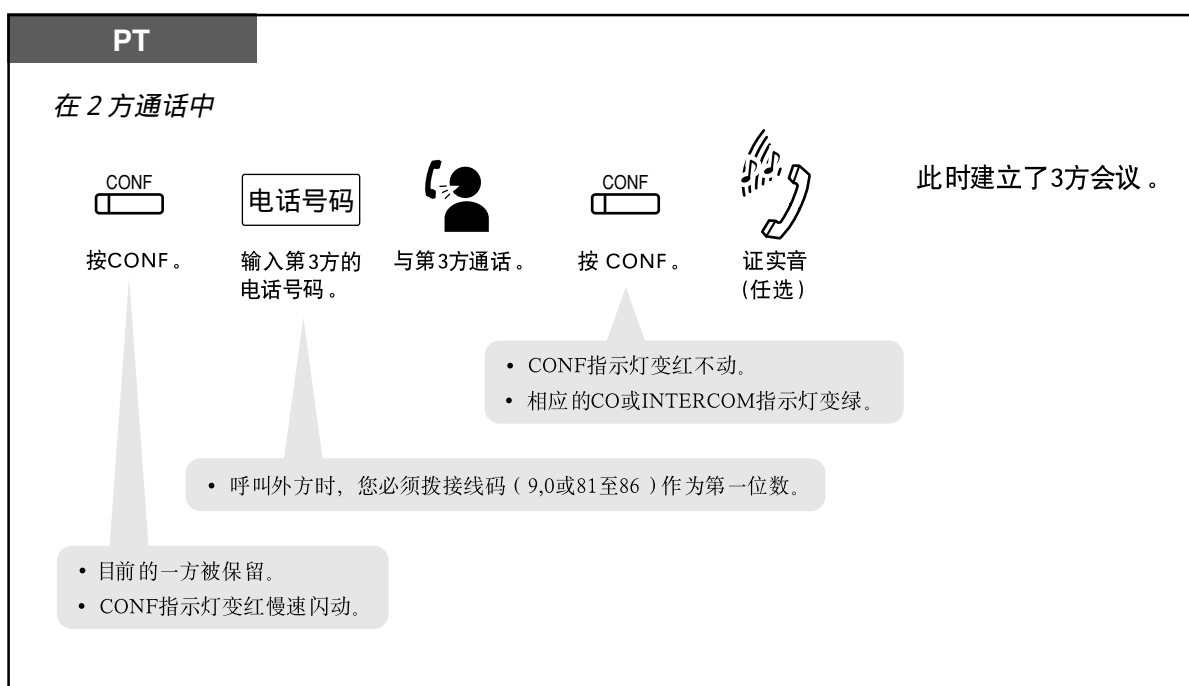 PT
在 2 方通话中
CONF
电话号码
CONF
此时建立了3方会议。
按CONF。
输入第3方的
电话号码。
与第3方通话。
按 CONF。
证实音
(任选)
• CONF指示灯变红不动。
• 相应的CO或INTERCOM指示灯变绿。
• 呼叫外方时，您必须拨接线码（9,0或81至86）作为第一位数。
• 目前的一方被保留。
• CONF指示灯变红慢速闪动。